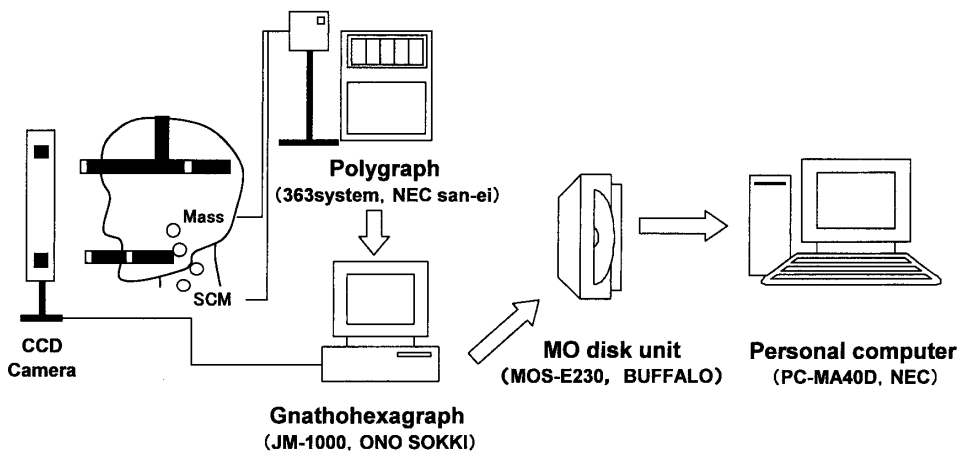 Polygraph
(363system, NEC san-ei)
Mass
SCM
CCD
Camera
MO disk unit
(MOS-E230, BUFFALO)
Personal computer
(PC-MA40D, NEC)
Gnathohexagraph
(JM-1000, ONO SOKKI)